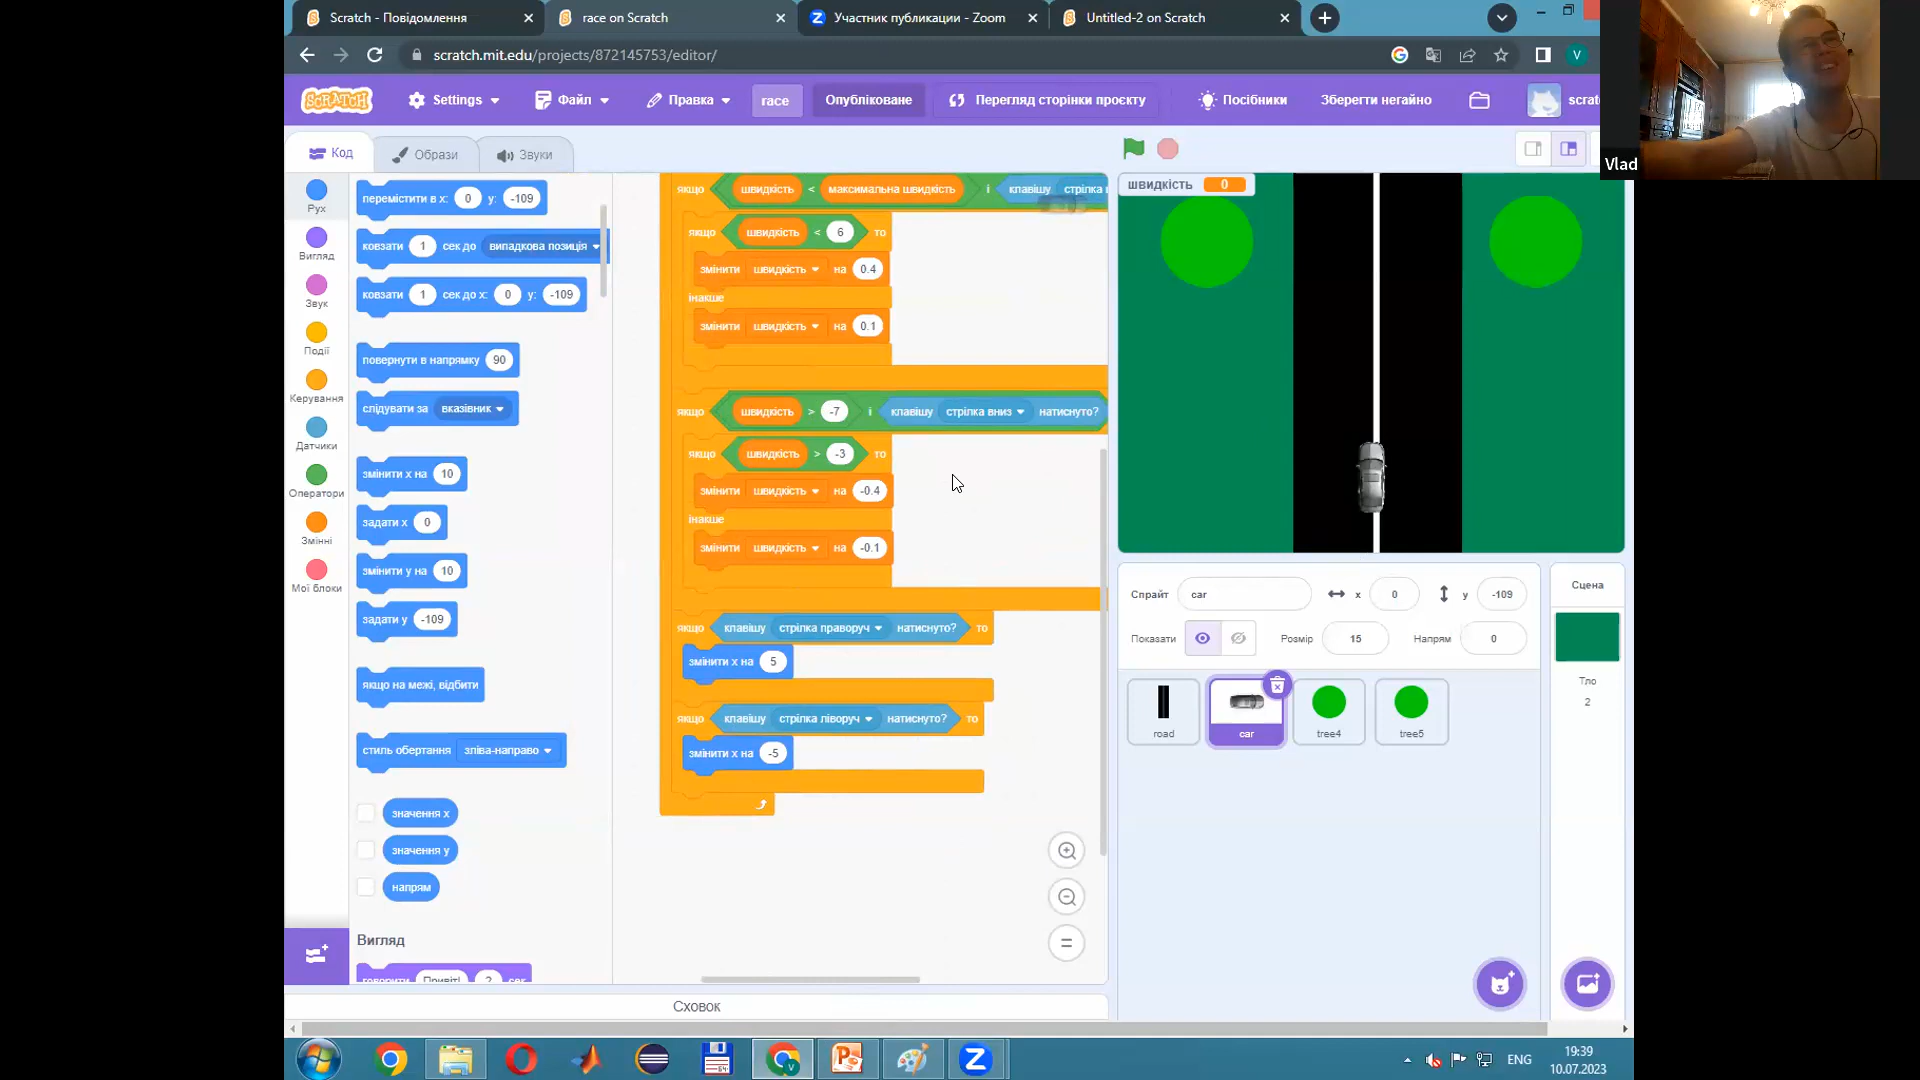 Scratch - Повідомлення
race on Scratch
Участник публикации - Zoom
Untitled-2 on Scratch
scratch.mit.edu/projects/872145753/editor/
V
SCRATCH
Settings
Файл
Правка
race
Опубліковане
Перегляд сторінки проєкту
Посібники
Зберегти негайно
scrat
Vlad
Код
Образи
Звуки
Рух
Вигляд
Звук
Події
Керування
Датчики
Оператори
Змінні
Мої блоки
перемістити в x: 0 y: -109
ковзати 1 сек до випадкова позиція
ковзати 1 сек до x: 0 y: -109
повернути в напрямку 90
слідувати за вказівник
змінити x на 10
задати x 0
змінити y на 10
задати y -109
якщо на межі, відбити
стиль обертання зліва-направо
значення x
значення y
напрям
Вигляд
говорити Привіт! 2 сек
якщо швидкість < максимальна швидкість і клавішу стрілка
якщо швидкість < 6 то
змінити швидкість на 0.4
інакше
змінити швидкість на 0.1
якщо швидкість > -7 і клавішу стрілка вниз натиснуто?
якщо швидкість > -3 то
змінити швидкість на -0.4
інакше
змінити швидкість на -0.1
якщо клавішу стрілка праворуч натиснуто? то
змінити x на 5
якщо клавішу стрілка ліворуч натиснуто? то
змінити x на -5
швидкість 0
Спрайт car x 0 y -109
Показати Розмір 15 Напрям 0
road
car
tree4
tree5
Сцена
Тло
2
Сховок
64
ENG
19:39
10.07.2023